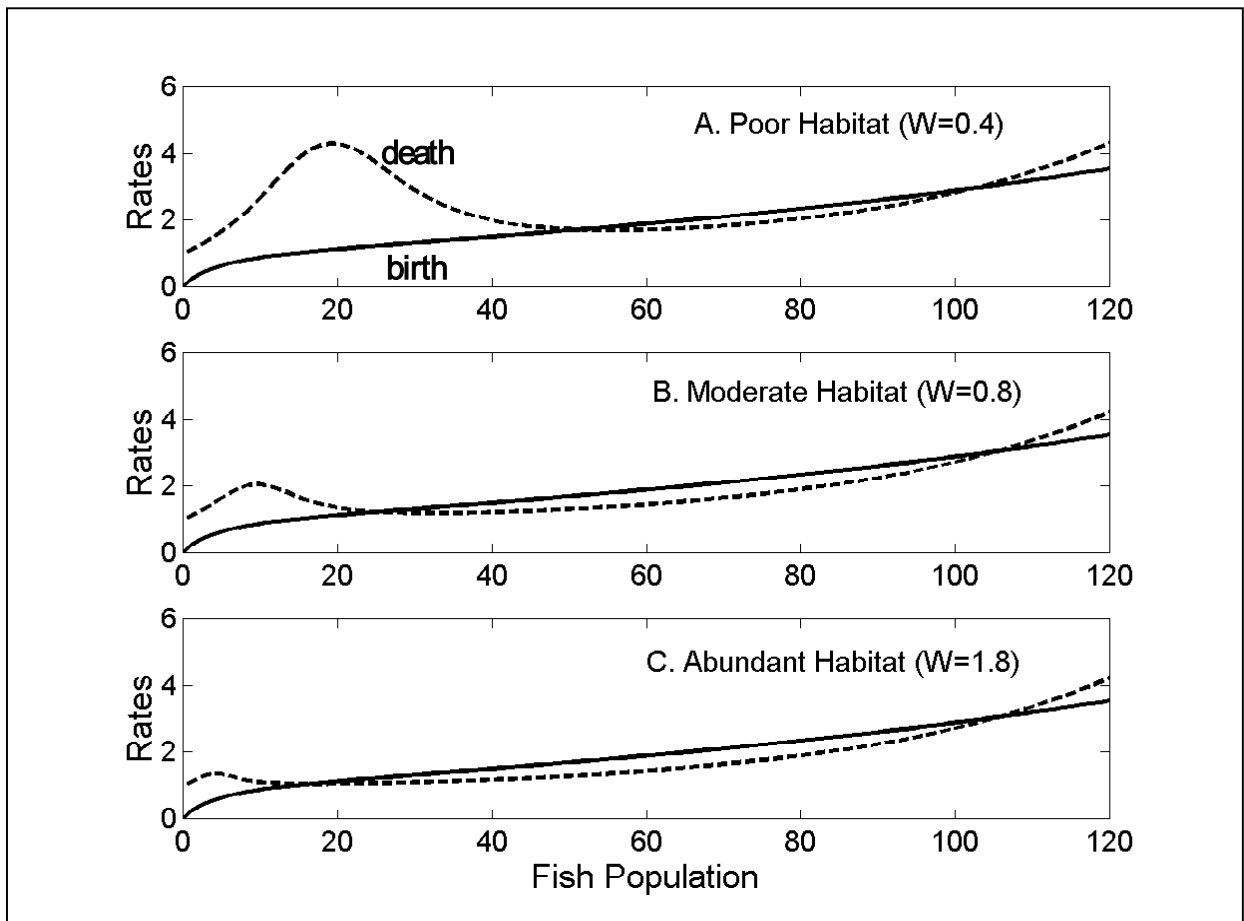 A. Poor Habitat (W=0.4)
death
birth
Rates
6
4
2
0
0 20 40 60 80 100 120
B. Moderate Habitat (W=0.8)
Rates
6
4
2
0
0 20 40 60 80 100 120
C. Abundant Habitat (W=1.8)
Rates
6
4
2
0
0 20 40 60 80 100 120
Fish Population